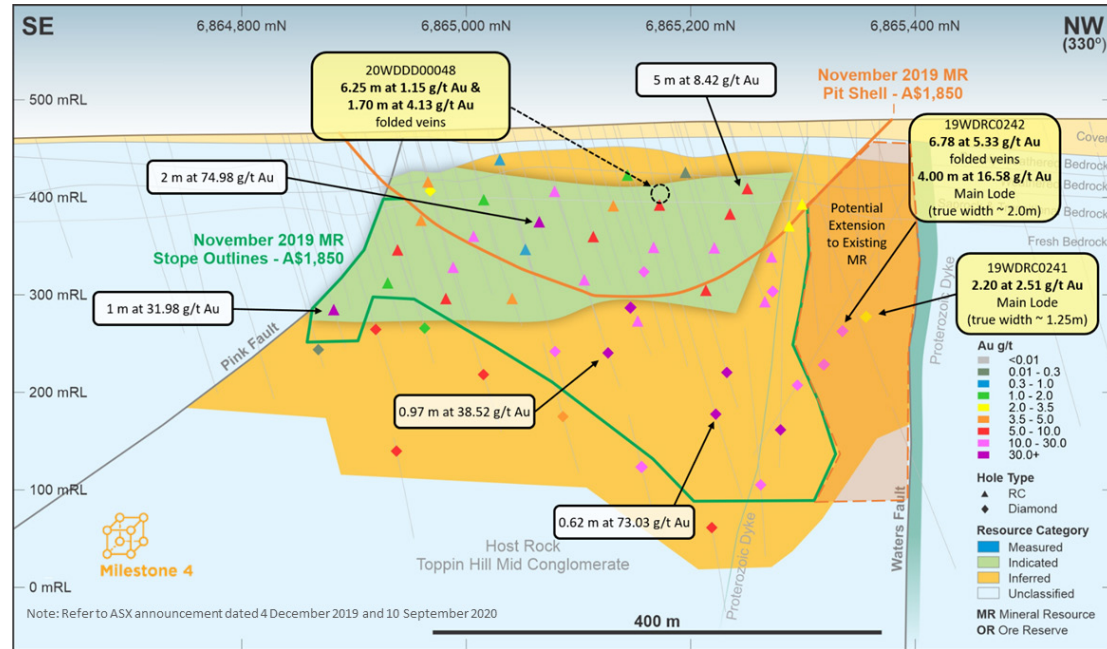 SE
6,864,800 mN
6,865,000 mN
6,865,200 mN
6,865,400 mN
NW
(330°)
500 mRL
400 mRL
300 mRL
200 mRL
100 mRL
0 mRL
20WDDD00048
6.25 m at 1.15 g/t Au &
1.70 m at 4.13 g/t Au
folded veins
5 m at 8.42 g/t Au
November 2019 MR
Pit Shell - A$1,850
19WDRC0242
6.78 at 5.33 g/t Au
folded veins
4.00 m at 16.58 g/t Au
Main Lode
(true width ~ 2.0m)
Cover
Bedrock
Bedrock
Bedrock
Fresh Bedrock
2 m at 74.98 g/t Au
November 2019 MR
Stope Outlines - A$1,850
Potential
Extension
to Existing
MR
1 m at 31.98 g/t Au
Pink Fault
Proterozoic Dyke
19WDRC0241
2.20 at 2.51 g/t Au
Main Lode
(true width ~ 1.25m)
0.97 m at 38.52 g/t Au
0.62 m at 73.03 g/t Au
Proterozoic Dyke
Waters Fault
Host Rock
Toppin Hill Mid Conglomerate
Milestone 4
Note: Refer to ASX announcement dated 4 December 2019 and 10 September 2020
400 m
Au g/t
<0.01
0.01 - 0.3
0.3 - 1.0
1.0 - 2.0
2.0 - 3.5
3.5 - 5.0
5.0 - 10.0
10.0 - 30.0
30.0+
Hole Type
RC
Diamond
Resource Category
Measured
Indicated
Inferred
Unclassified
MR Mineral Resource
OR Ore Reserve